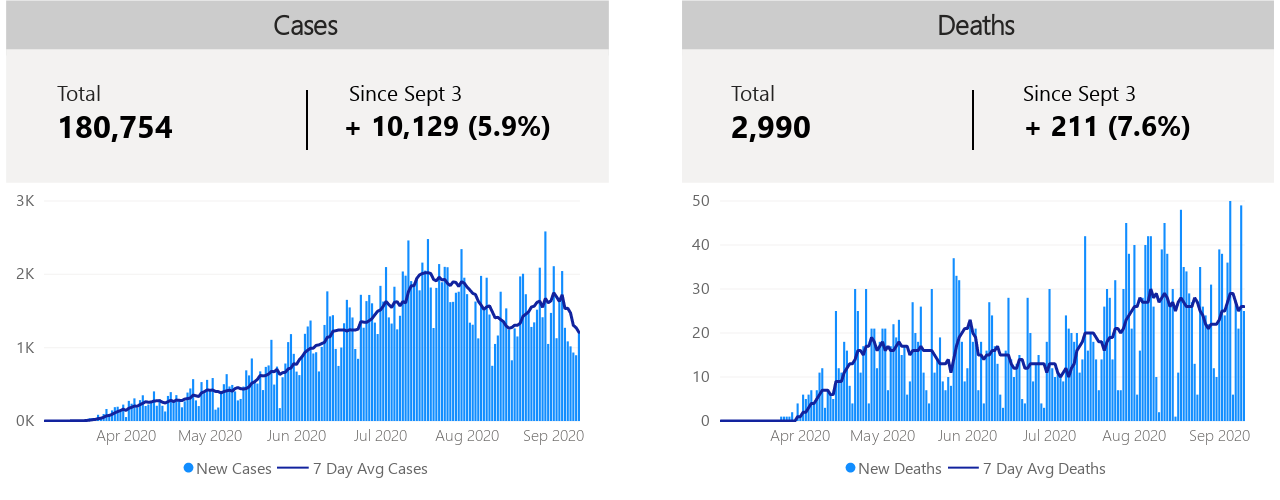 Cases
Total
180,754
Since Sept 3
+ 10,129 (5.9%)
3K
2K
1K
0K
Apr 2020 May 2020 Jun 2020 Jul 2020 Aug 2020 Sep 2020
New Cases 7 Day Avg Cases
Deaths
Total
2,990
Since Sept 3
+ 211 (7.6%)
50
40
30
20
10
0
Apr 2020 May 2020 Jun 2020 Jul 2020 Aug 2020 Sep 2020
New Deaths 7 Day Avg Deaths